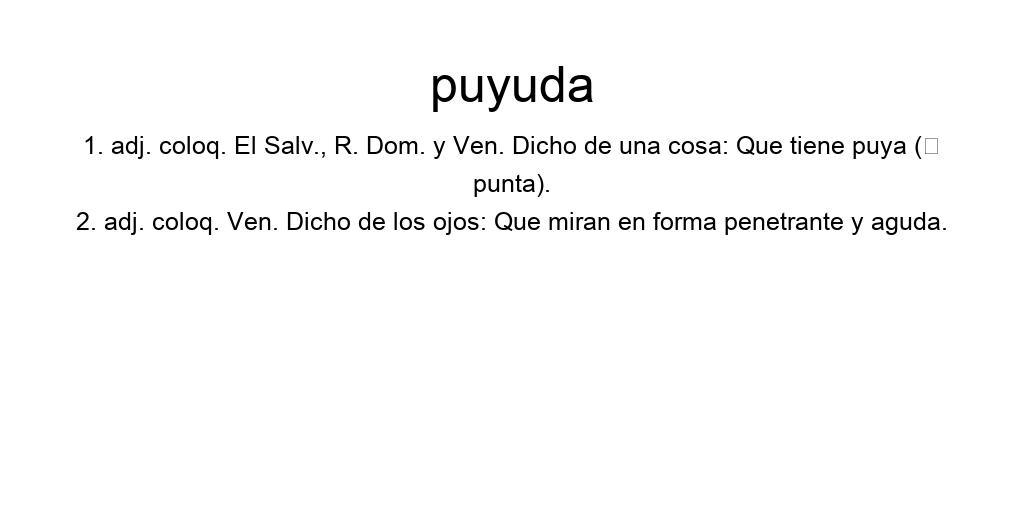 puyuda
1. adj. coloq. El Salv., R. Dom. y Ven. Dicho de una cosa: Que tiene puya (□
punta).
2. adj. coloq. Ven. Dicho de los ojos: Que miran en forma penetrante y aguda.